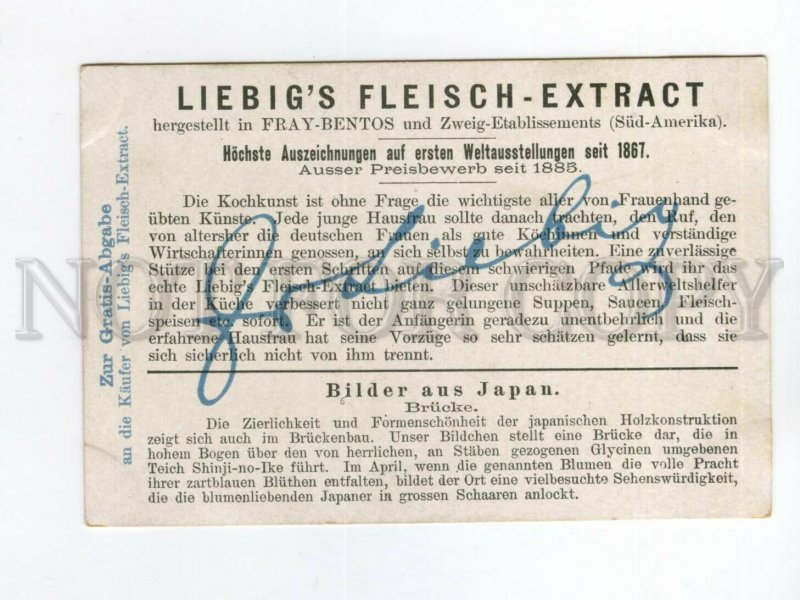 LIEBIG'S FLEISCH-EXTRACT
hergestellt in FRAY-BENTOS und Zweig-Etablissements (Süd-Amerika).
Höchste Auszeichnungen auf ersten Weltausstellungen seit 1867.
Ausser Preisbewerb seit 1885.
Die Kochkunst ist ohne Frage die wichtigste aller von Frauenhand ge-
übten Künste. Jede junge Hausfrau sollte danach trachten, den Ruf, den
von altersher die deutschen Frauen als gute Köchinnen und verständige
Wirtschafterinnen genossen, an sich selbst zu bewahrheiten. Eine zuverlässige
Stütze bei den ersten Schritten auf diesem schwierigen Pfade wird ihr das
echte Liebig's Fleisch-Extract bieten. Dieser unschätzbare Allerweltshelfer
in der Küche verbessert nicht ganz gelungene Suppen, Saucen, Fleisch-
speisen etc. sofort. Er ist der Anfängerin geradezu unentbehrlich und die
erfahrene Hausfrau hat seine Vorzüge so sehr schätzen gelernt, dass sie
sich sicherlich nicht von ihm trennt.
Bilder aus Japan.
Brücke.
Die Zierlichkeit und Formenschönheit der japanischen Holzkonstruktion
zeigt sich auch im Brückenbau. Unser Bildchen stellt eine Brücke dar, die in
hohem Bogen über den von herrlichen, an Stäben gezogenen Glycinen umgebenen
Teich Shinji-no-Ike führt. Im April, wenn die genannten Blumen die volle Pracht
ihrer zartblauen Blüthen entfalten, bildet der Ort eine vielbesuchte Sehenswürdigkeit,
die die blumenliebenden Japaner in grossen Schaaren anlockt.
Zur Gratis-Abgabe
an die Käufer von Liebig's Fleisch-Extract.